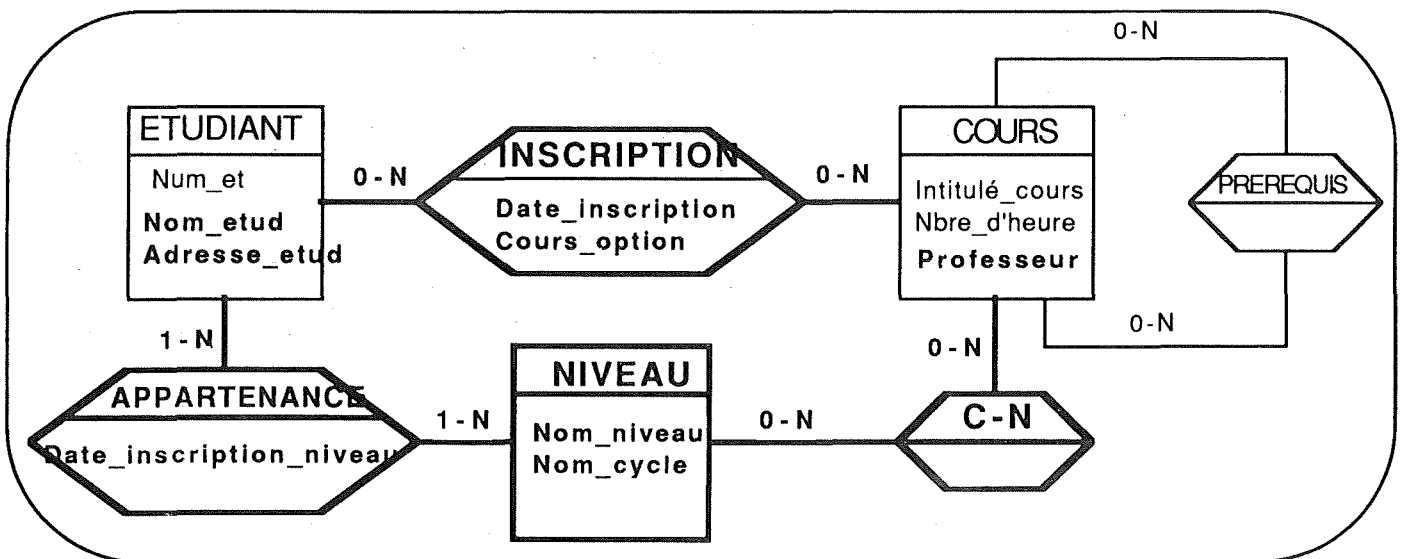 0-N
ETUDIANT
Num_et
Nom_etud
Adresse_etud
0-N
INSCRIPTION
Date_inscription
Cours_option
0-N
COURS
Intitulé_cours
Nbre_d'heure
Professeur
PREREQUIS
0-N
1-N
0-N
APPARTENANCE
Date_inscription_niveau
1-N
NIVEAU
Nom_niveau
Nom_cycle
0-N
C-N